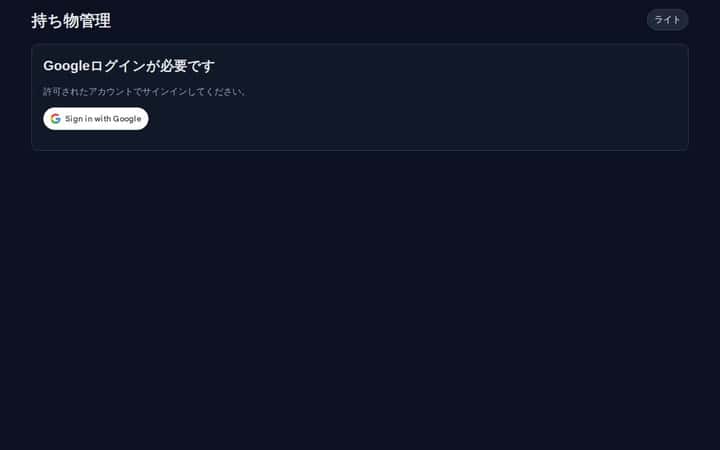 持ち物管理
ライト
Googleログインが必要です
許可されたアカウントでサインインしてください。
Sign in with Google